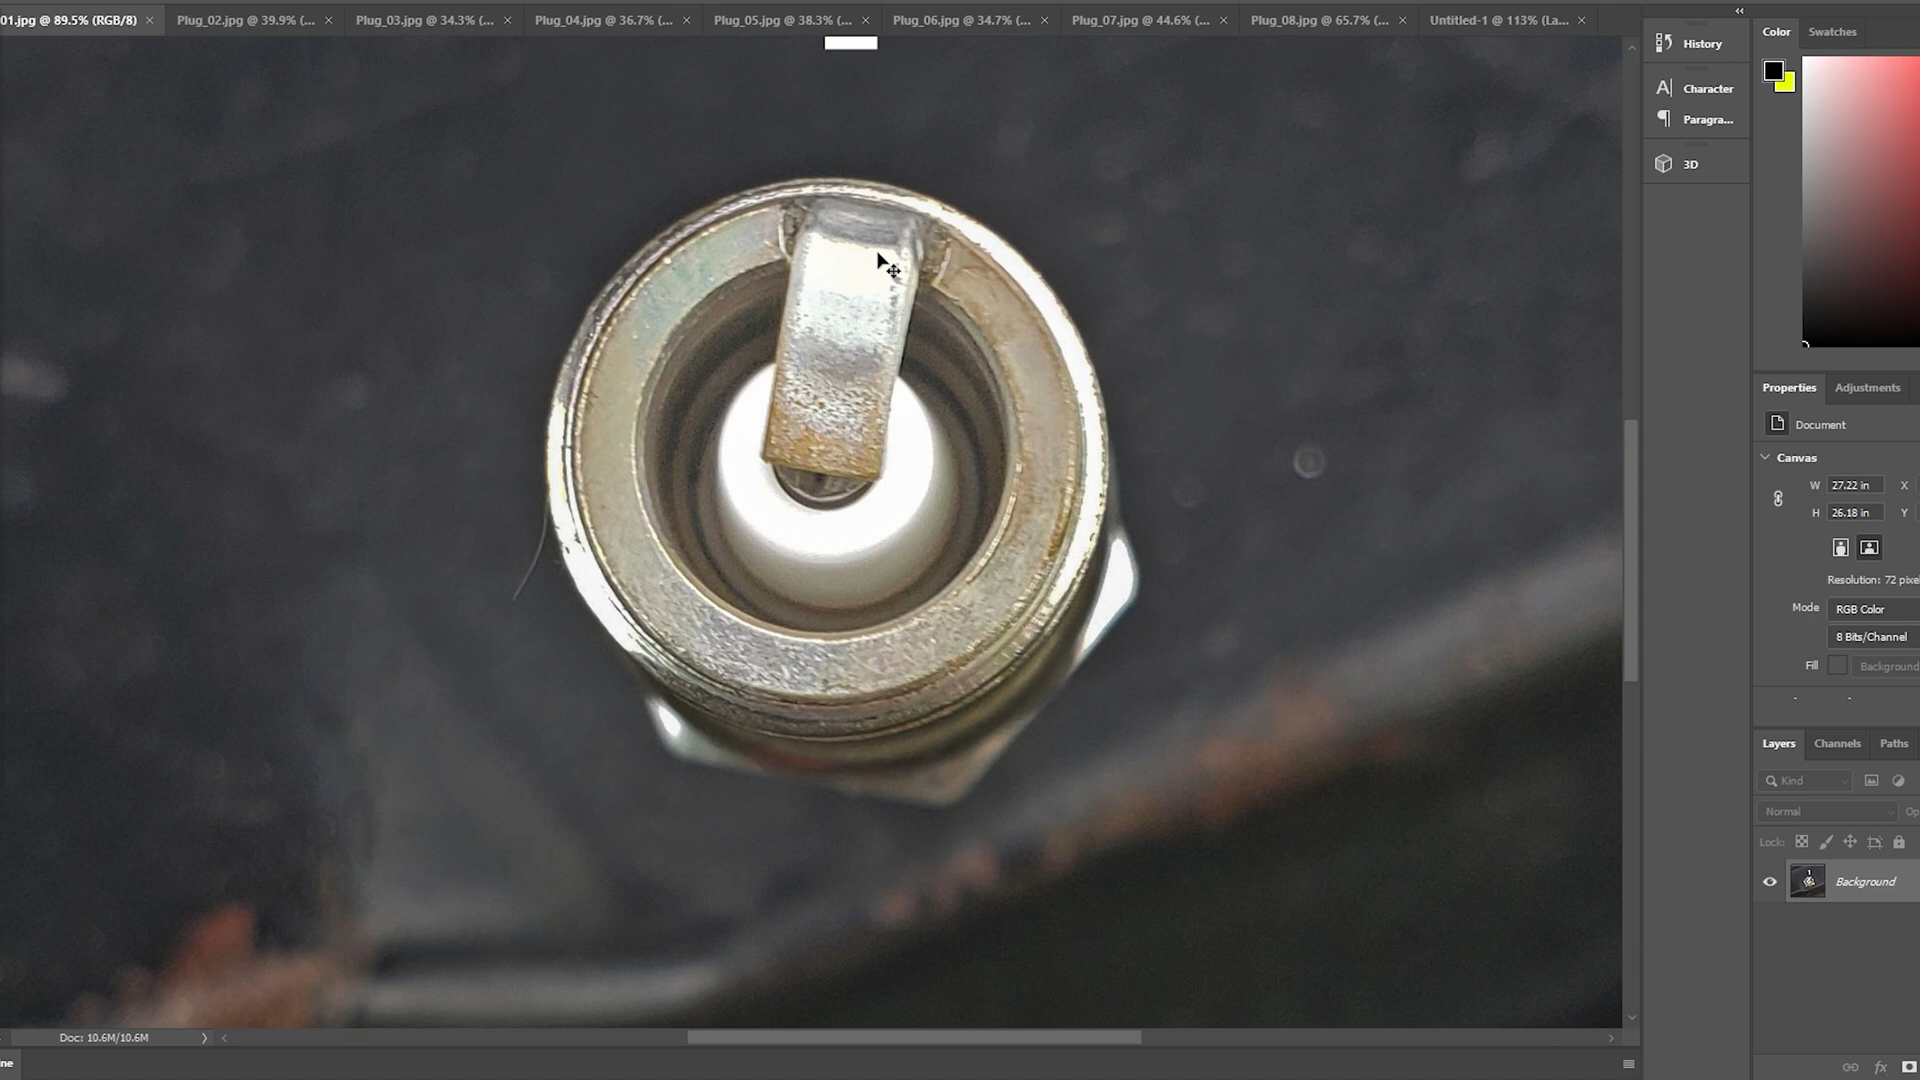 01.jpg @ 89.5% (RGB/8) ×
Plug_02.jpg @ 39.9% (... ×
Plug_03.jpg @ 34.3% (... ×
Plug_04.jpg @ 36.7% (... ×
Plug_05.jpg @ 38.3% (... ×
Plug_06.jpg @ 34.7% (... ×
Plug_07.jpg @ 44.6% (... ×
Plug_08.jpg @ 65.7% (... ×
Untitled-1 @ 113% (La... ×
History
Character
Paragra...
3D
Color
Swatches
Properties
Adjustments
Document
Canvas
W 27.22 in X
H 26.18 in Y
Resolution: 72 pixe
Mode RGB Color
8 Bits/Channel
Fill Background
Layers
Channels
Paths
Kind
Normal
Op
Lock:
Background
fx
Doc: 10.6M/10.6M
ne